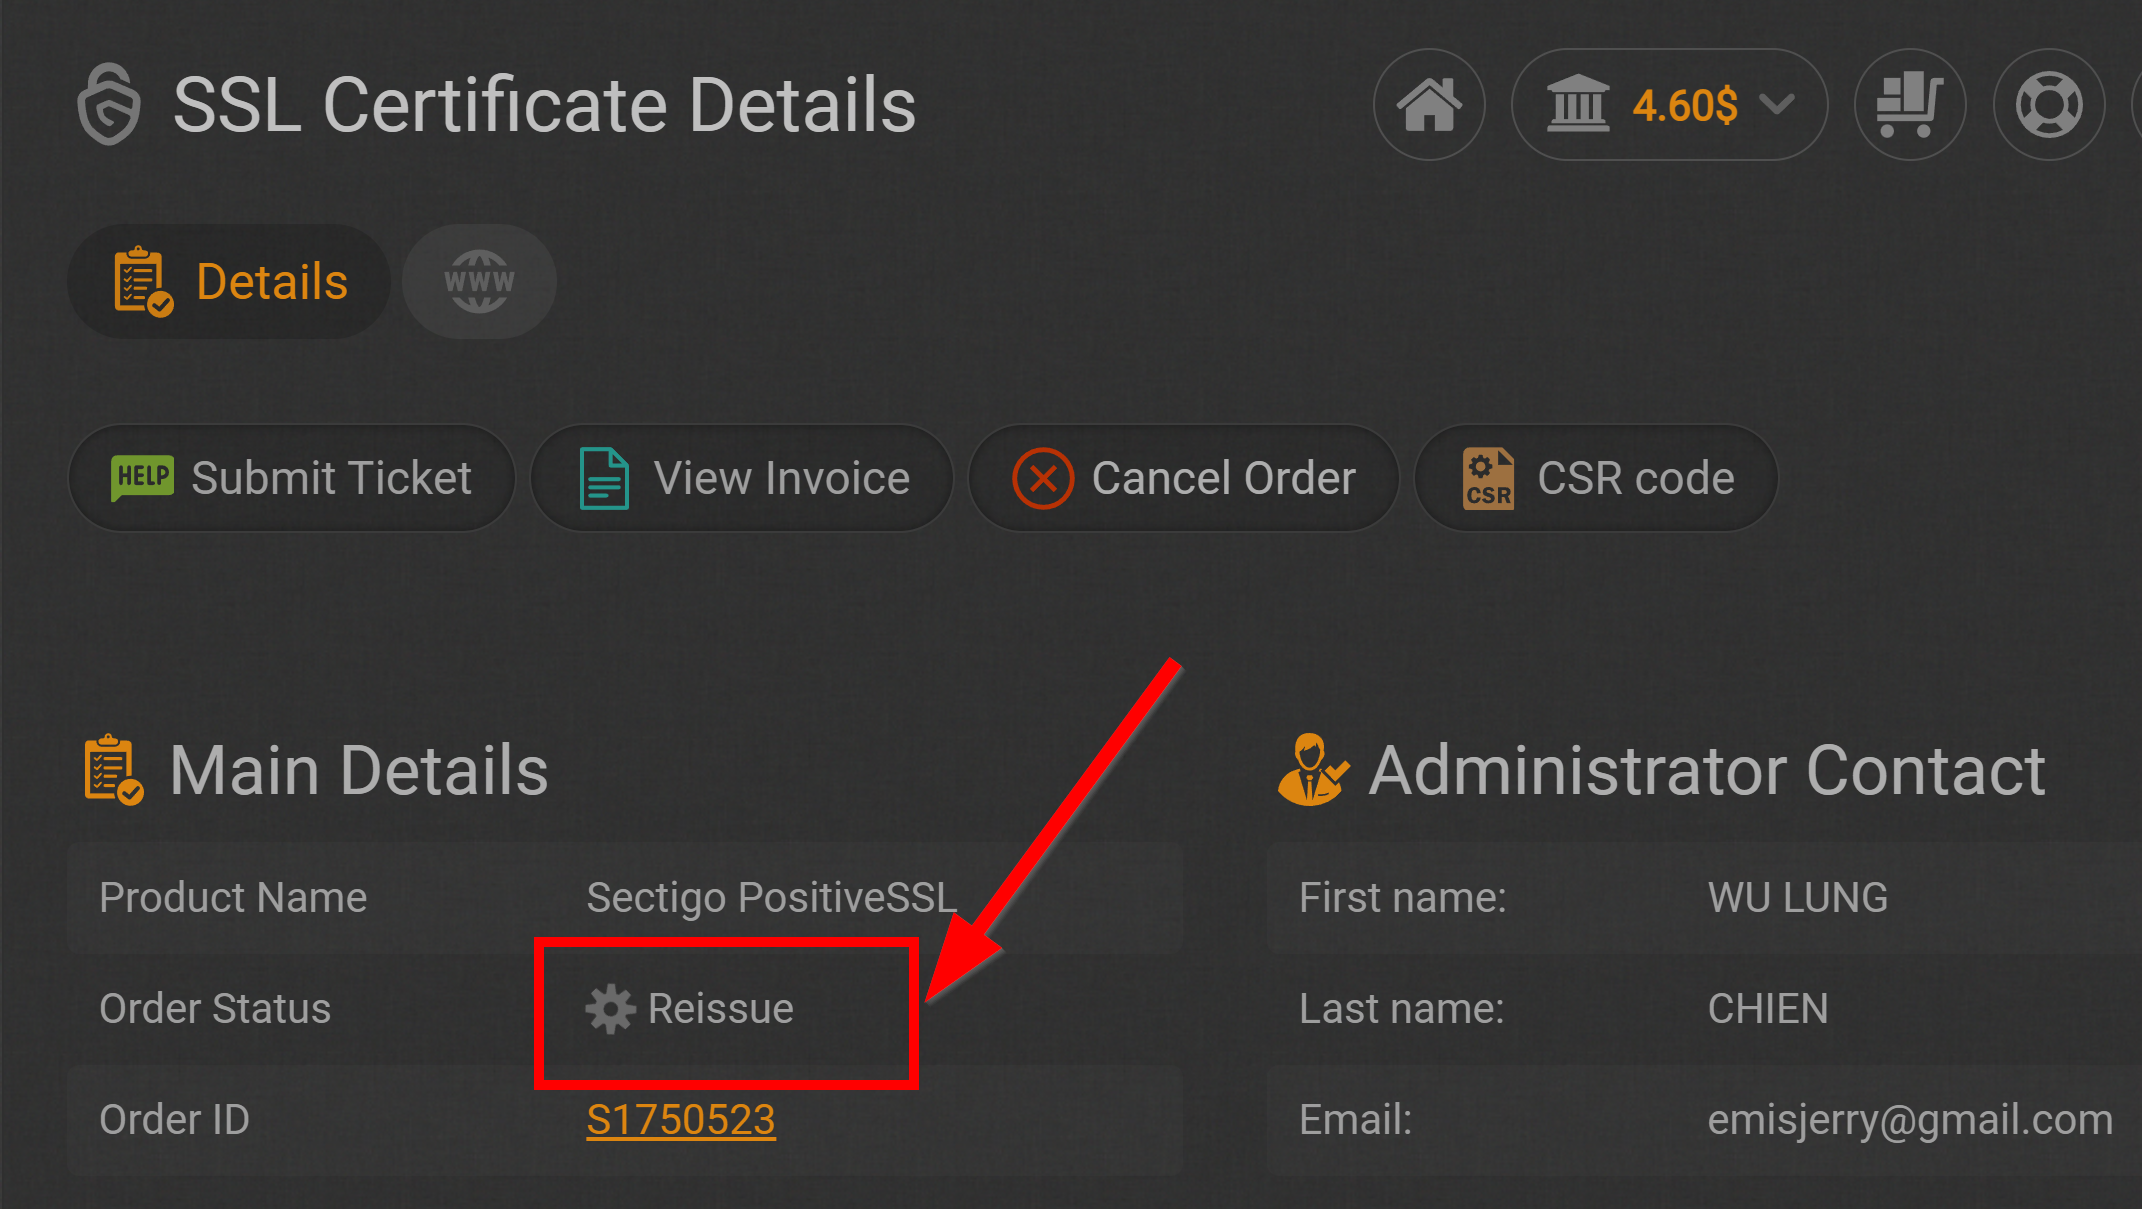 SSL Certificate Details
4.60$
Details
WWW
HELP Submit Ticket
View Invoice
Cancel Order
CSR CSR code
Main Details
Product Name Sectigo PositiveSSL
Order Status Reissue
Order ID S1750523
Administrator Contact
First name: WU LUNG
Last name: CHIEN
Email: emisjerry@gmail.com